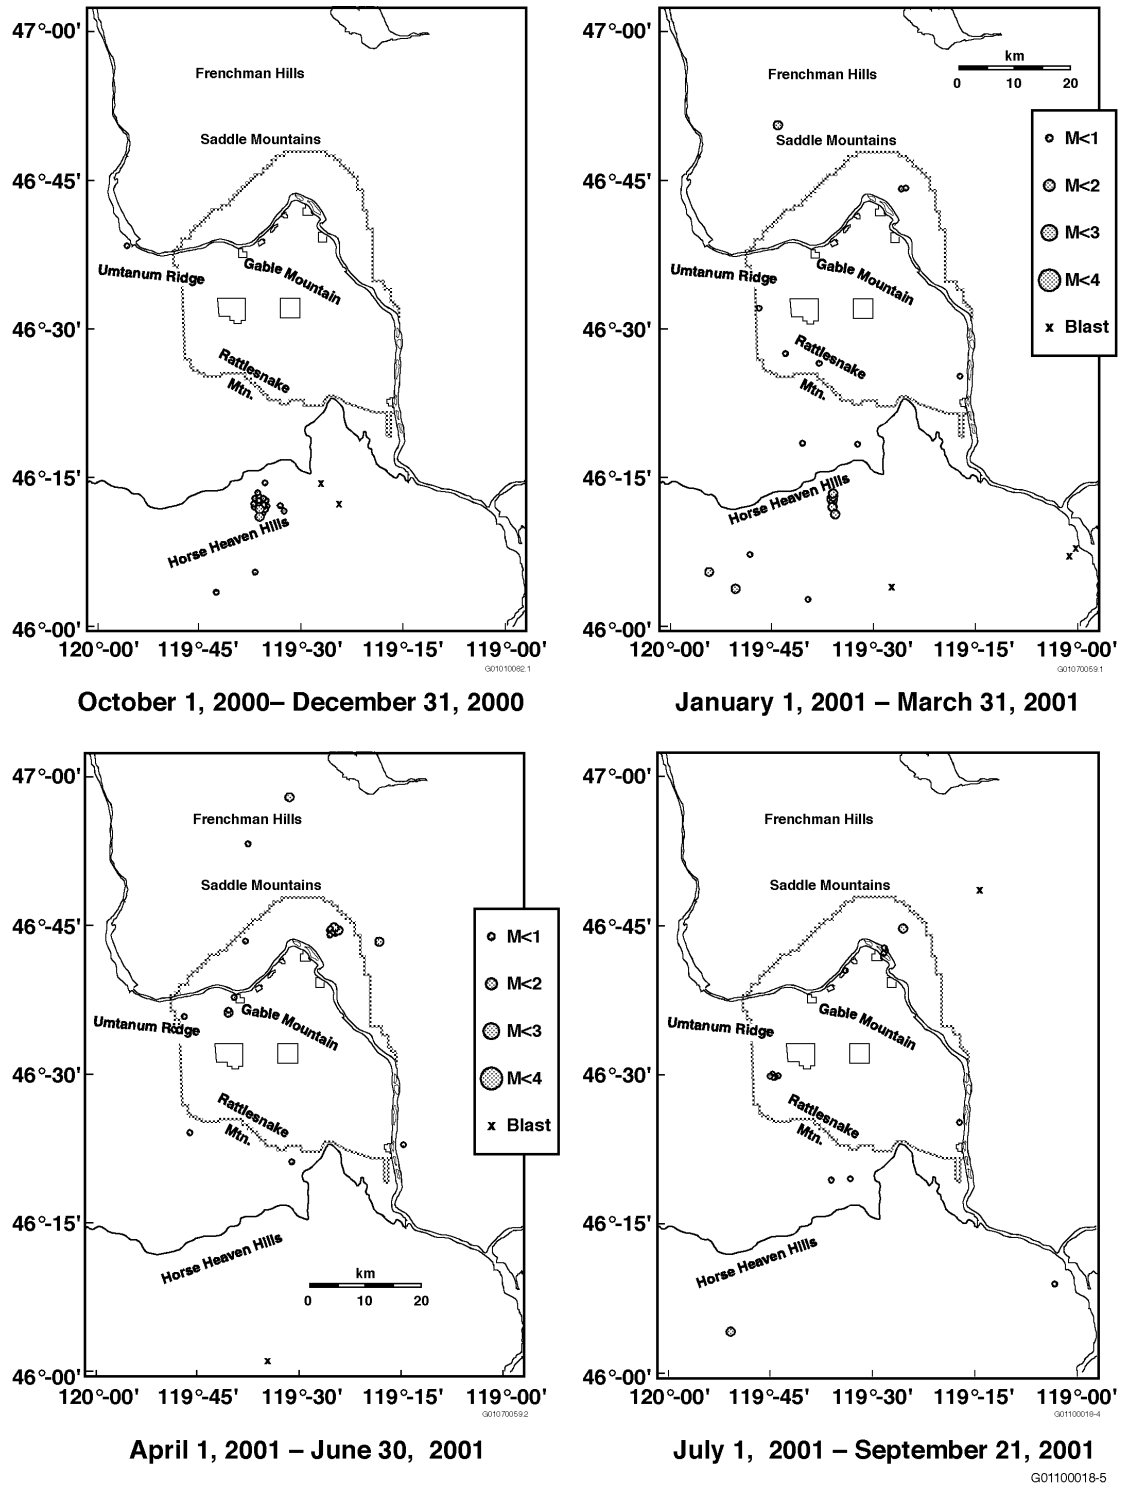 47°-00'
Frenchman Hills
Saddle Mountains
46°-45'
Umtanum Ridge
Gable Mountain
46°-30'
Rattlesnake
Mtn.
46°-15'
Horse Heaven Hills
46°-00'
120°-00' 119°-45' 119°-30' 119°-15' 119°-00'
G01010082.1
October 1, 2000– December 31, 2000
47°-00'
km
0 10 20
Frenchman Hills
Saddle Mountains
M<1
M<2
M<3
M<4
Blast
46°-45'
Umtanum Ridge
Gable Mountain
46°-30'
Rattlesnake
Mtn.
46°-15'
Horse Heaven Hills
46°-00'
120°-00' 119°-45' 119°-30' 119°-15' 119°-00'
G01070059.1
January 1, 2001 – March 31, 2001
47°-00'
Frenchman Hills
Saddle Mountains
46°-45'
M<1
M<2
M<3
M<4
Blast
Umtanum Ridge
Gable Mountain
46°-30'
Rattlesnake
Mtn.
46°-15'
Horse Heaven Hills
km
0 10 20
46°-00'
120°-00' 119°-45' 119°-30' 119°-15' 119°-00'
G01070059.2
April 1, 2001 – June 30, 2001
47°-00'
Frenchman Hills
Saddle Mountains
46°-45'
Umtanum Ridge
Gable Mountain
46°-30'
Rattlesnake
Mtn.
46°-15'
Horse Heaven Hills
46°-00'
120°-00' 119°-45' 119°-30' 119°-15' 119°-00'
G01100018-4
July 1, 2001 – September 21, 2001
G01100018-5